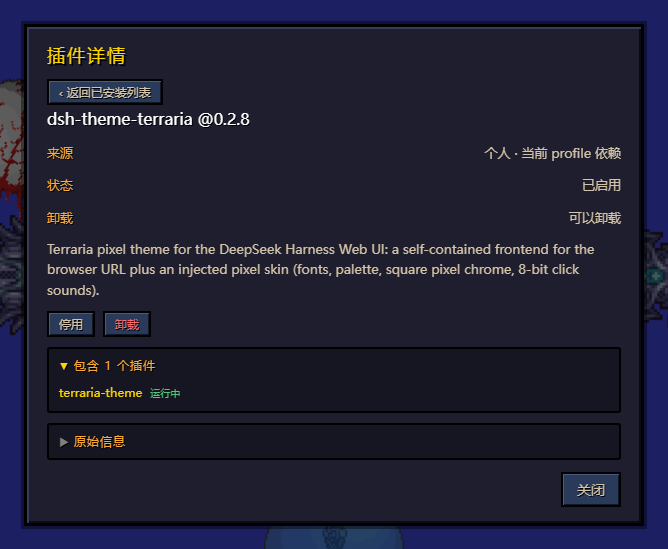 插件详情
‹ 返回已安装列表
dsh-theme-terraria @0.2.8
来源 个人 · 当前 profile 依赖
状态 已启用
卸载 可以卸载
Terraria pixel theme for the DeepSeek Harness Web UI: a self-contained frontend for the
browser URL plus an injected pixel skin (fonts, palette, square pixel chrome, 8-bit click
sounds).
停用 卸载
▼ 包含 1 个插件
terraria-theme 运行中
▶ 原始信息
关闭